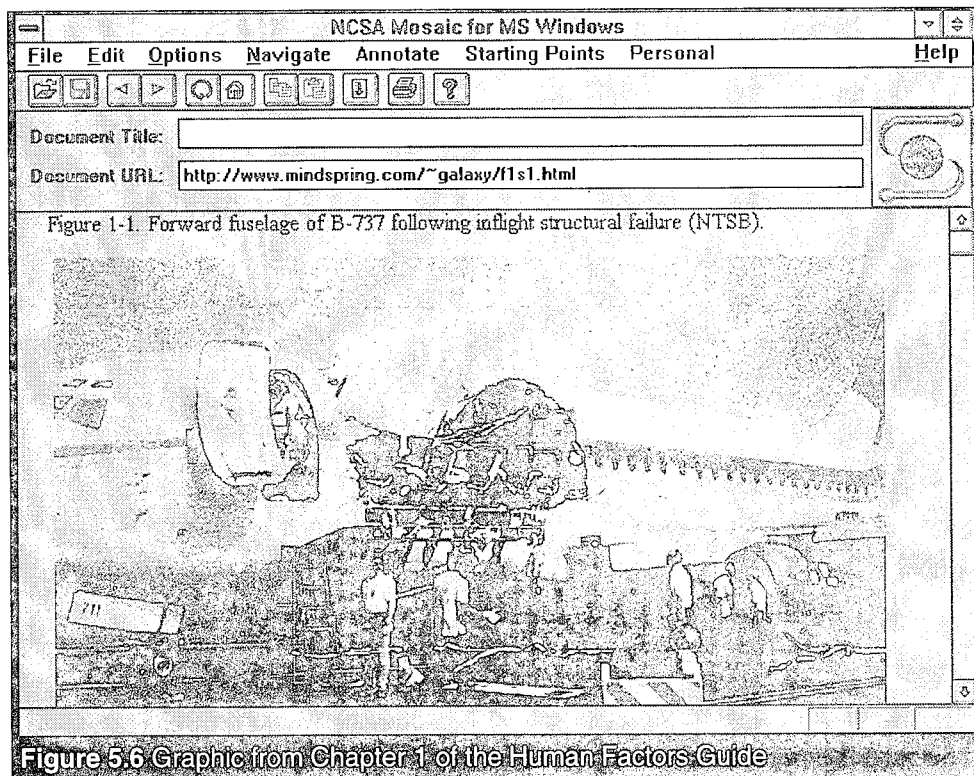 NCSA Mosaic for MS Windows
File Edit Options Navigate Annotate Starting Points Personal Help
?
Document Title:
Document URL: http://www.mindspring.com/~galaxy/f1s1.html
Figure 1-1. Forward fuselage of B-737 following inflight structural failure (NTSB).
711
Figure 5.6 Graphic from Chapter 1 of the Human Factors Guide